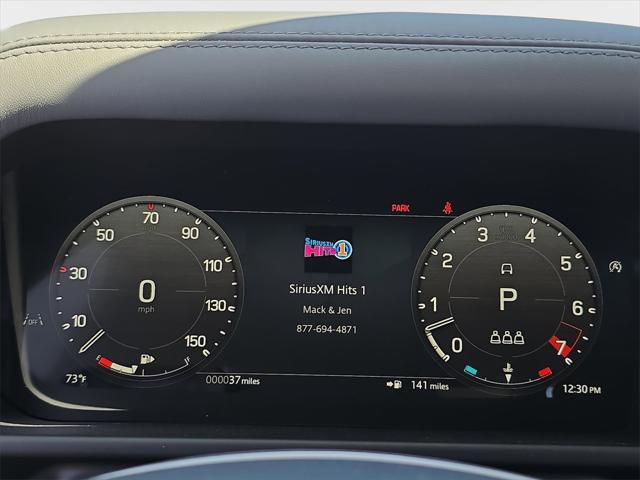 PARK
50 70 90
30 110
130
10 150
0
mph
OFF
E F
73°F
000037 miles
SIRIUSXM
HITS 1
SiriusXM Hits 1
Mack & Jen
877-694-4871
141 miles
3 4
2 5
1 6
0 7
P
12:30 PM